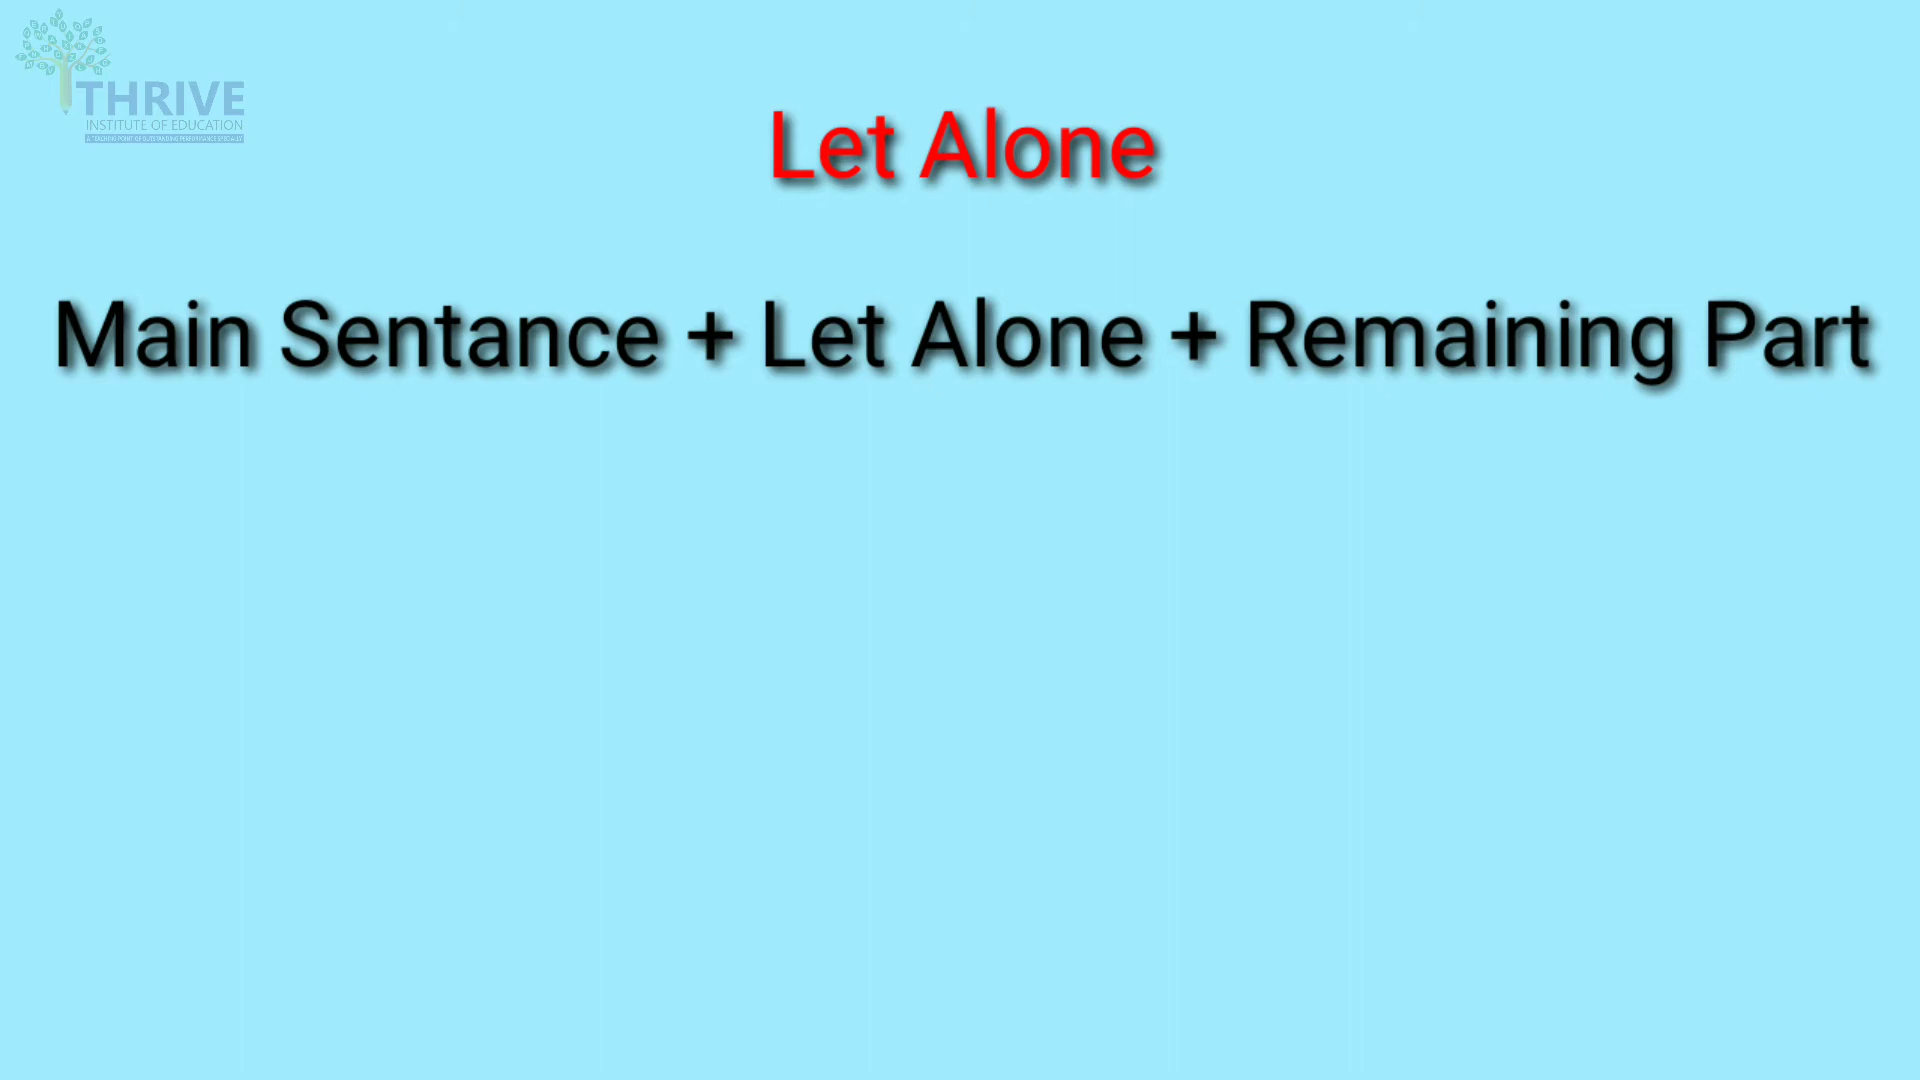 THRIVE
INSTITUTE OF EDUCATION
Let Alone
Main Sentance + Let Alone + Remaining Part